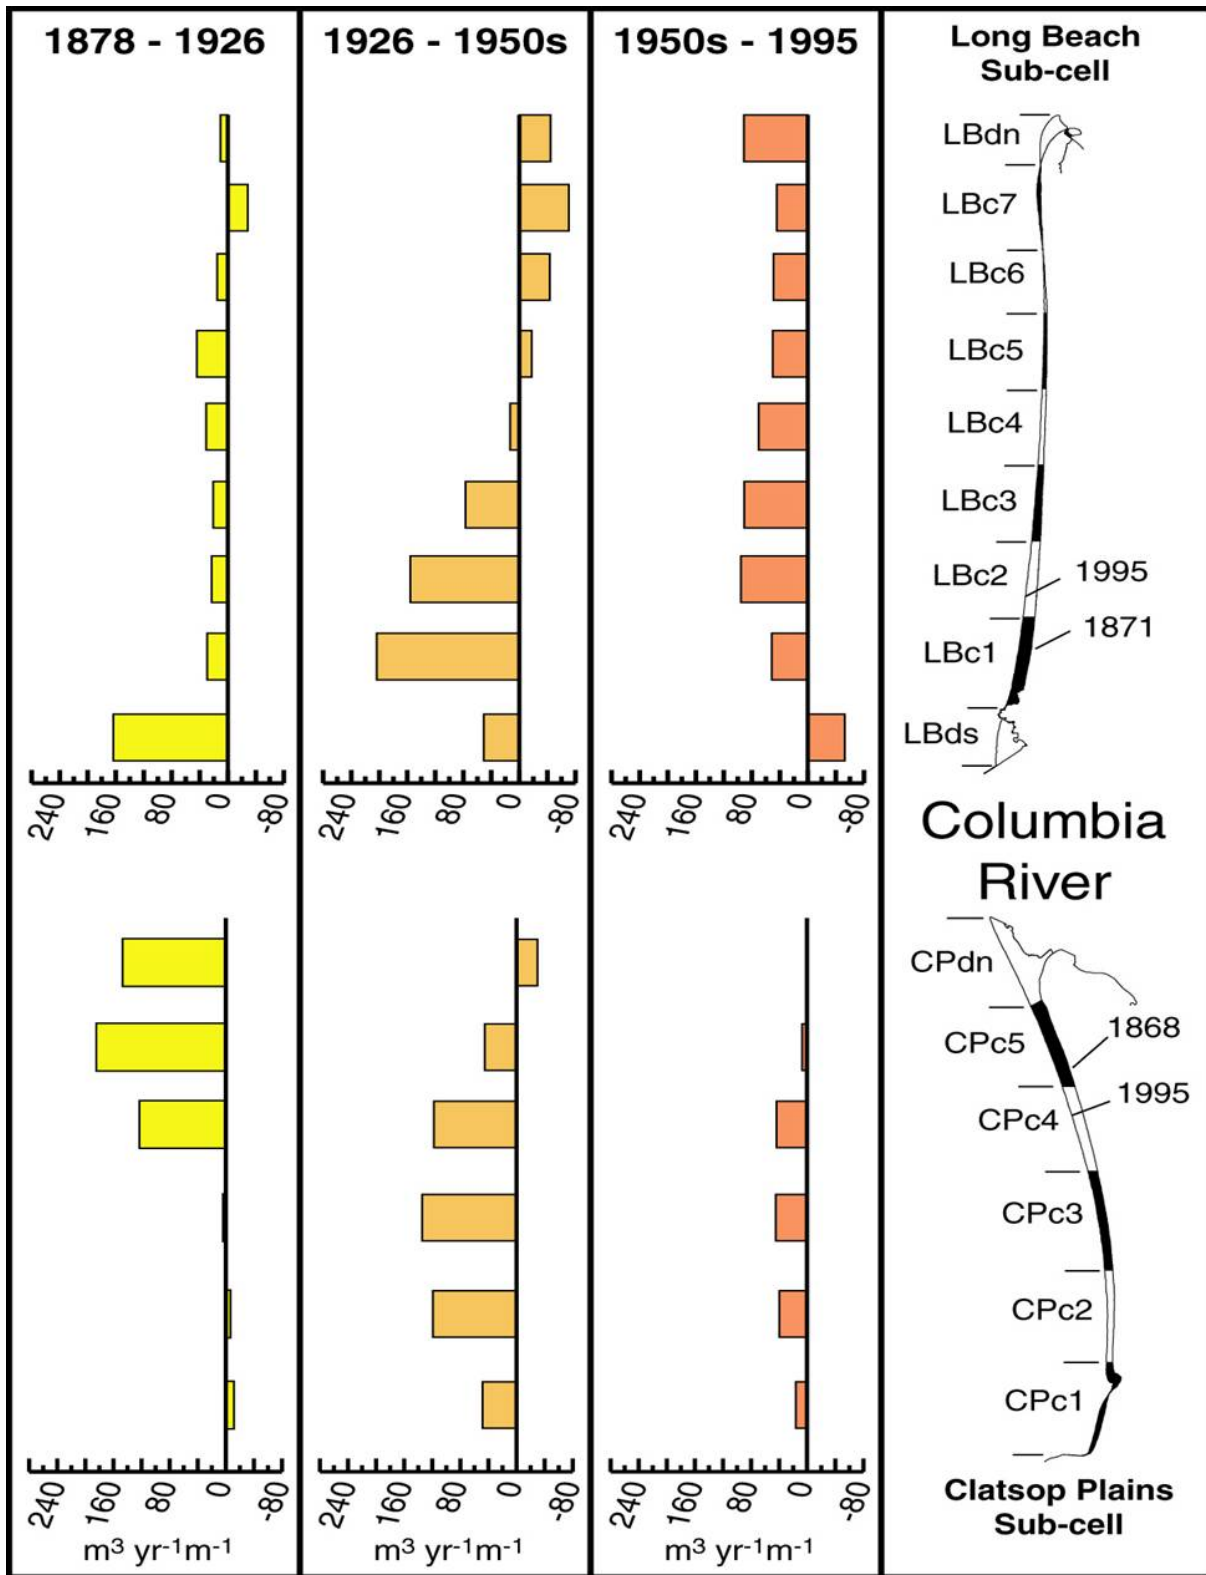 1878 - 1926
1926 - 1950s
1950s - 1995
Long Beach
Sub-cell
LBdn
LBc7
LBc6
LBc5
LBc4
LBc3
LBc2
1995
1871
LBc1
LBds
240 160 80 0 -80
240 160 80 0 -80
240 160 80 0 -80
Columbia
River
CPdn
CPc5
1868
1995
CPc4
CPc3
CPc2
CPc1
240 160 80 0 -80
240 160 80 0 -80
240 160 80 0 -80
m³ yr⁻¹m⁻¹
m³ yr⁻¹m⁻¹
m³ yr⁻¹m⁻¹
Clatsop Plains
Sub-cell